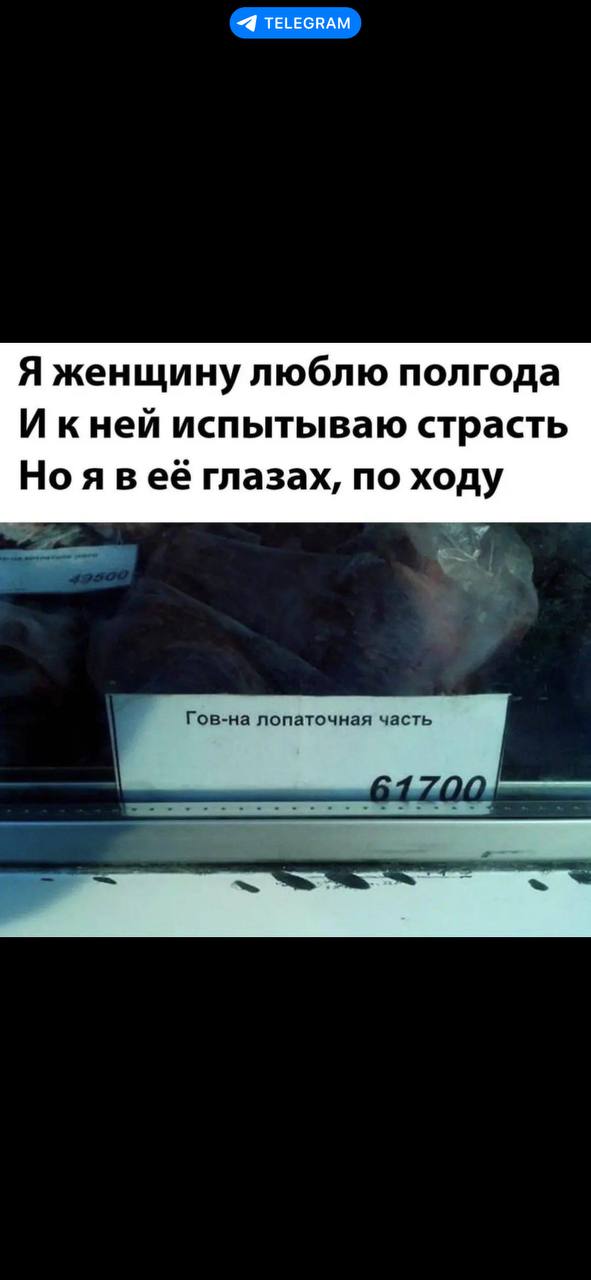 TELEGRAM
Я женщину люблю полгода
И к ней испытываю страсть
Но я в её глазах, по ходу
49500
Гов-на лопаточная часть
61700